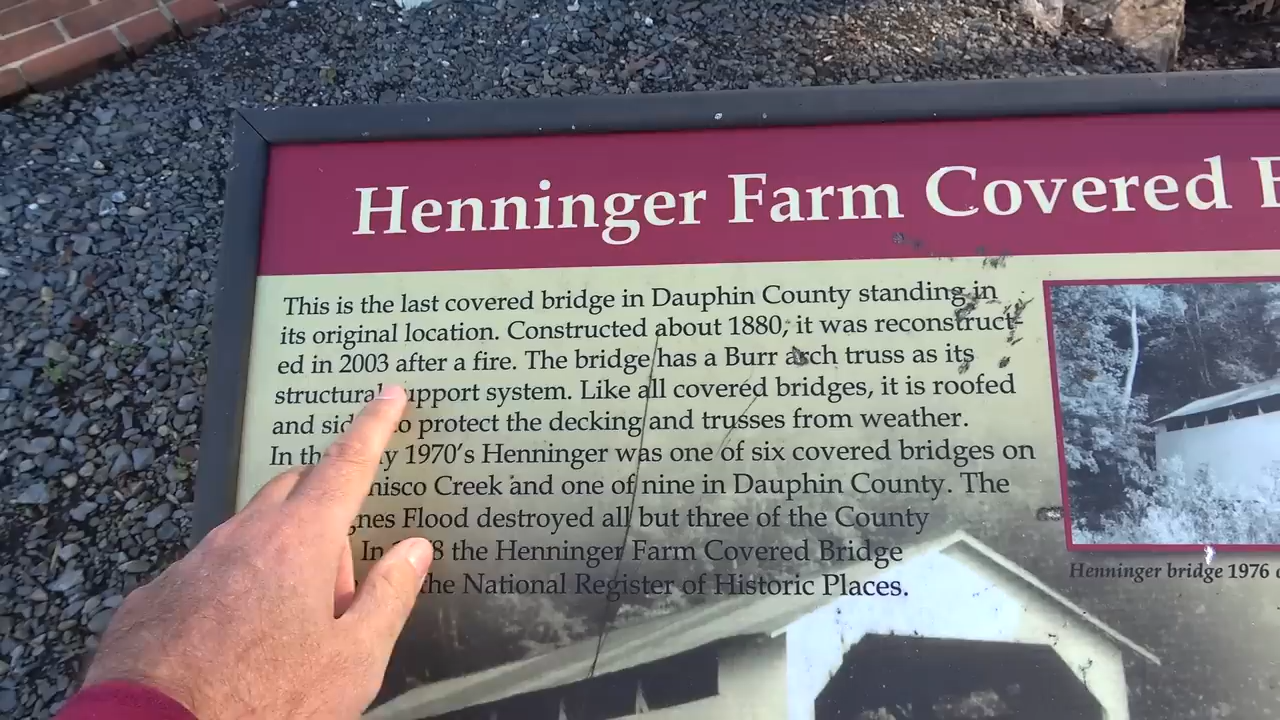 Henninger Farm Covered
This is the last covered bridge in Dauphin County standing in
its original location. Constructed about 1880, it was reconstruct-
ed in 2003 after a fire. The bridge has a Burr arch truss as its
structural support system. Like all covered bridges, it is roofed
and to protect the decking and trusses from weather.
In 1970's Henninger was one of six covered bridges on
Creek and one of nine in Dauphin County. The
Flood destroyed all but three of the County
In the Henninger Farm Covered Bridge
the National Register of Historic Places.
Henninger bridge 1976